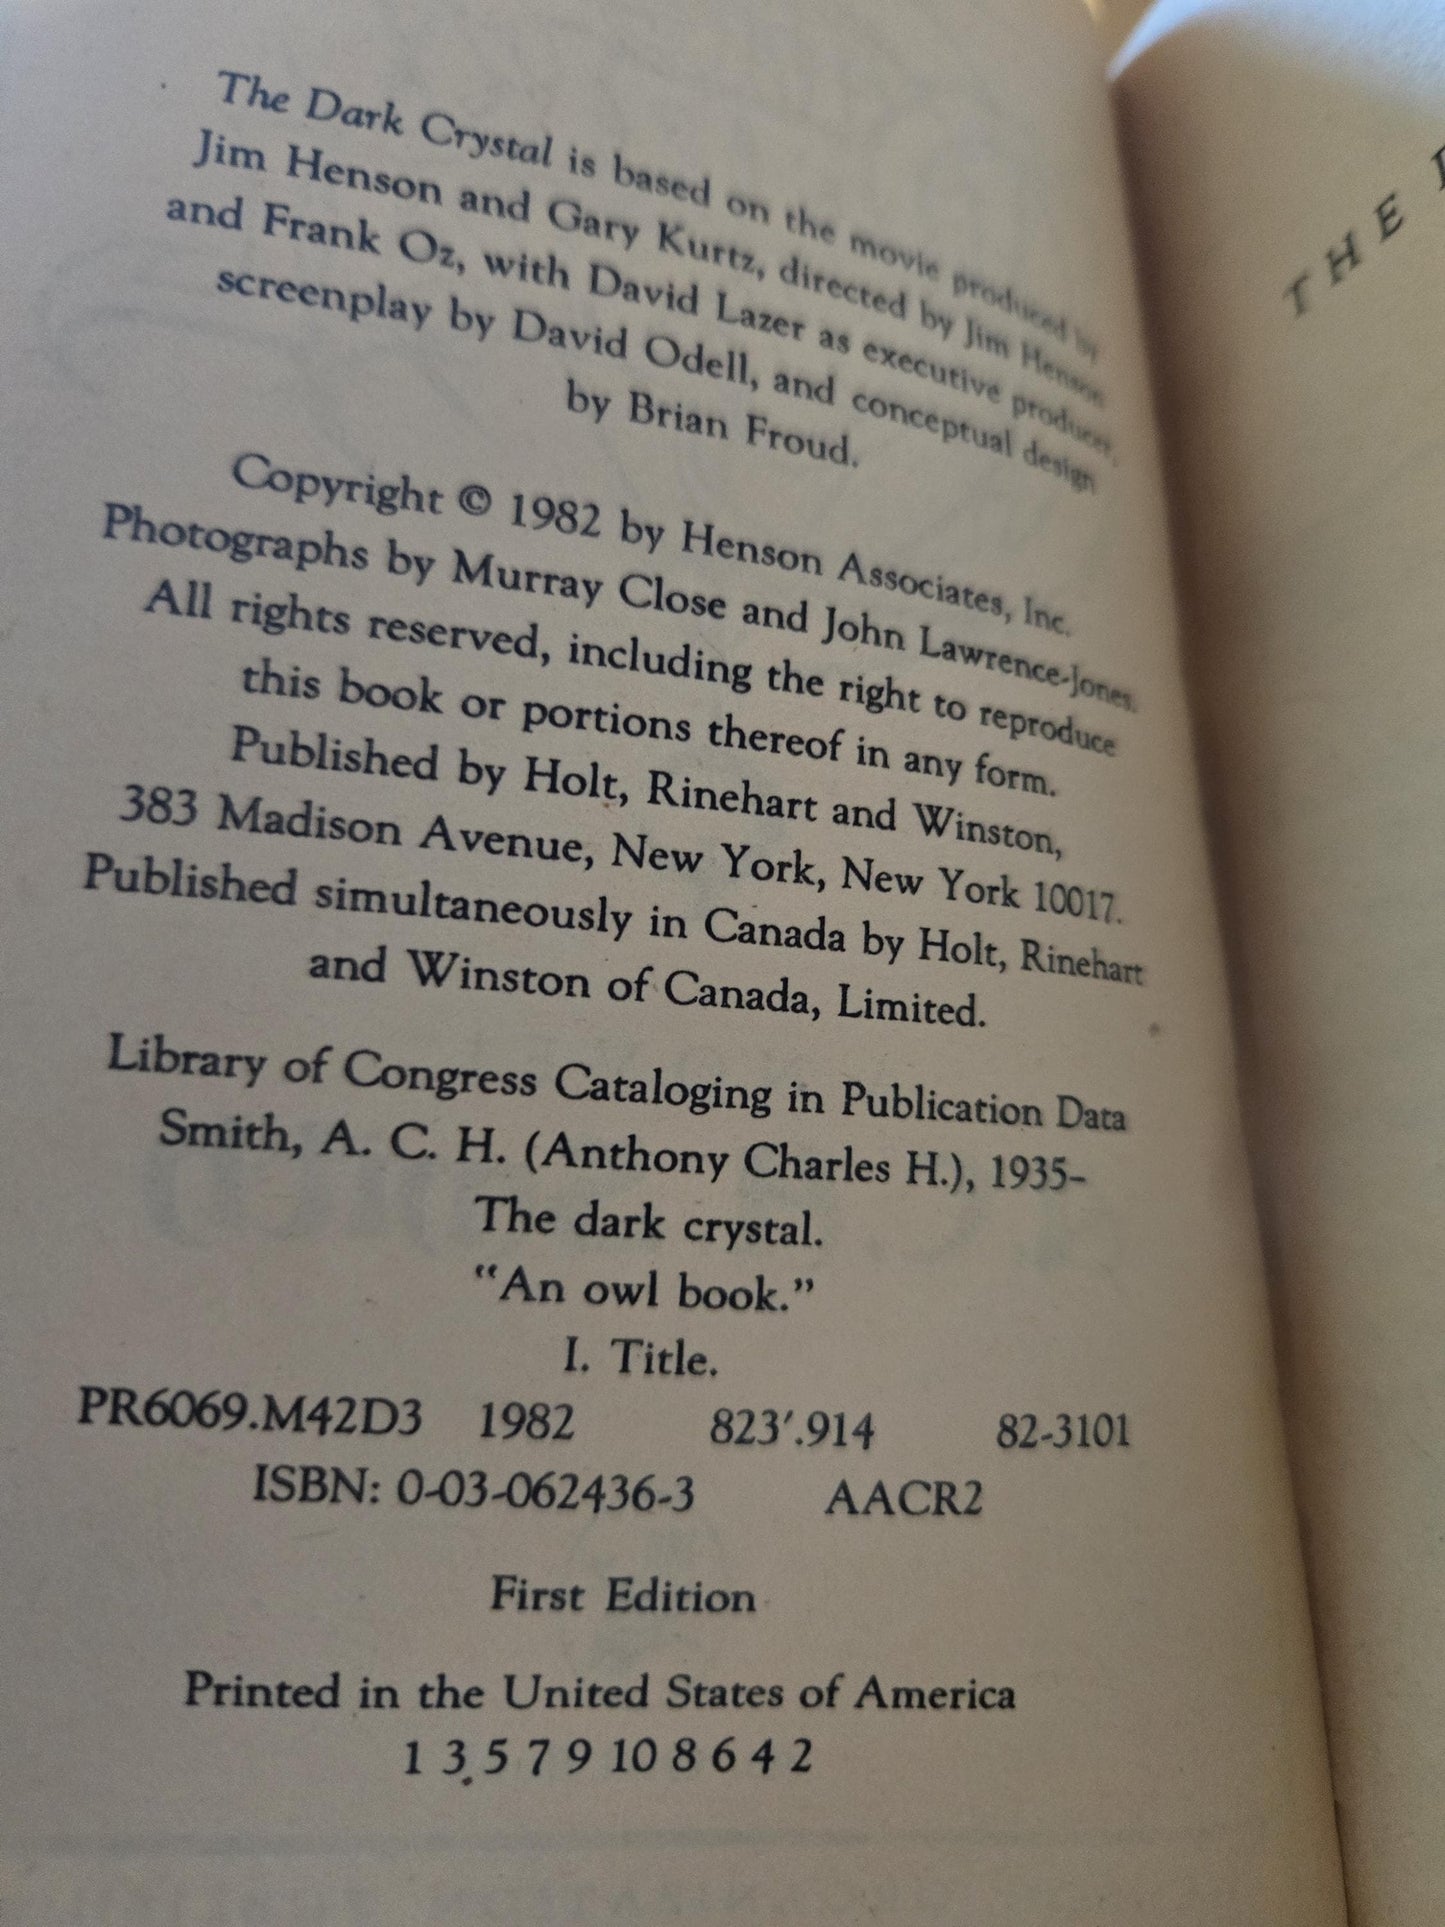 The Dark Crystal is based on the movie produced by
Jim Henson and Gary Kurtz, directed by Jim Henson
and Frank Oz, with David Lazer as executive producer,
screenplay by David Odell, and conceptual design
by Brian Froud.
Copyright © 1982 by Henson Associates, Inc.
Photographs by Murray Close and John Lawrence-Jones.
All rights reserved, including the right to reproduce
this book or portions thereof in any form.
Published by Holt, Rinehart and Winston,
383 Madison Avenue, New York, New York 10017.
Published simultaneously in Canada by Holt, Rinehart
and Winston of Canada, Limited.
Library of Congress Cataloging in Publication Data
Smith, A. C. H. (Anthony Charles H.), 1935-
The dark crystal.
"An owl book."
I. Title.
PR6069.M42D3 1982 823'.914 82-3101
ISBN: 0-03-062436-3 AACR2
First Edition
Printed in the United States of America
1 3 5 7 9 10 8 6 4 2
THE